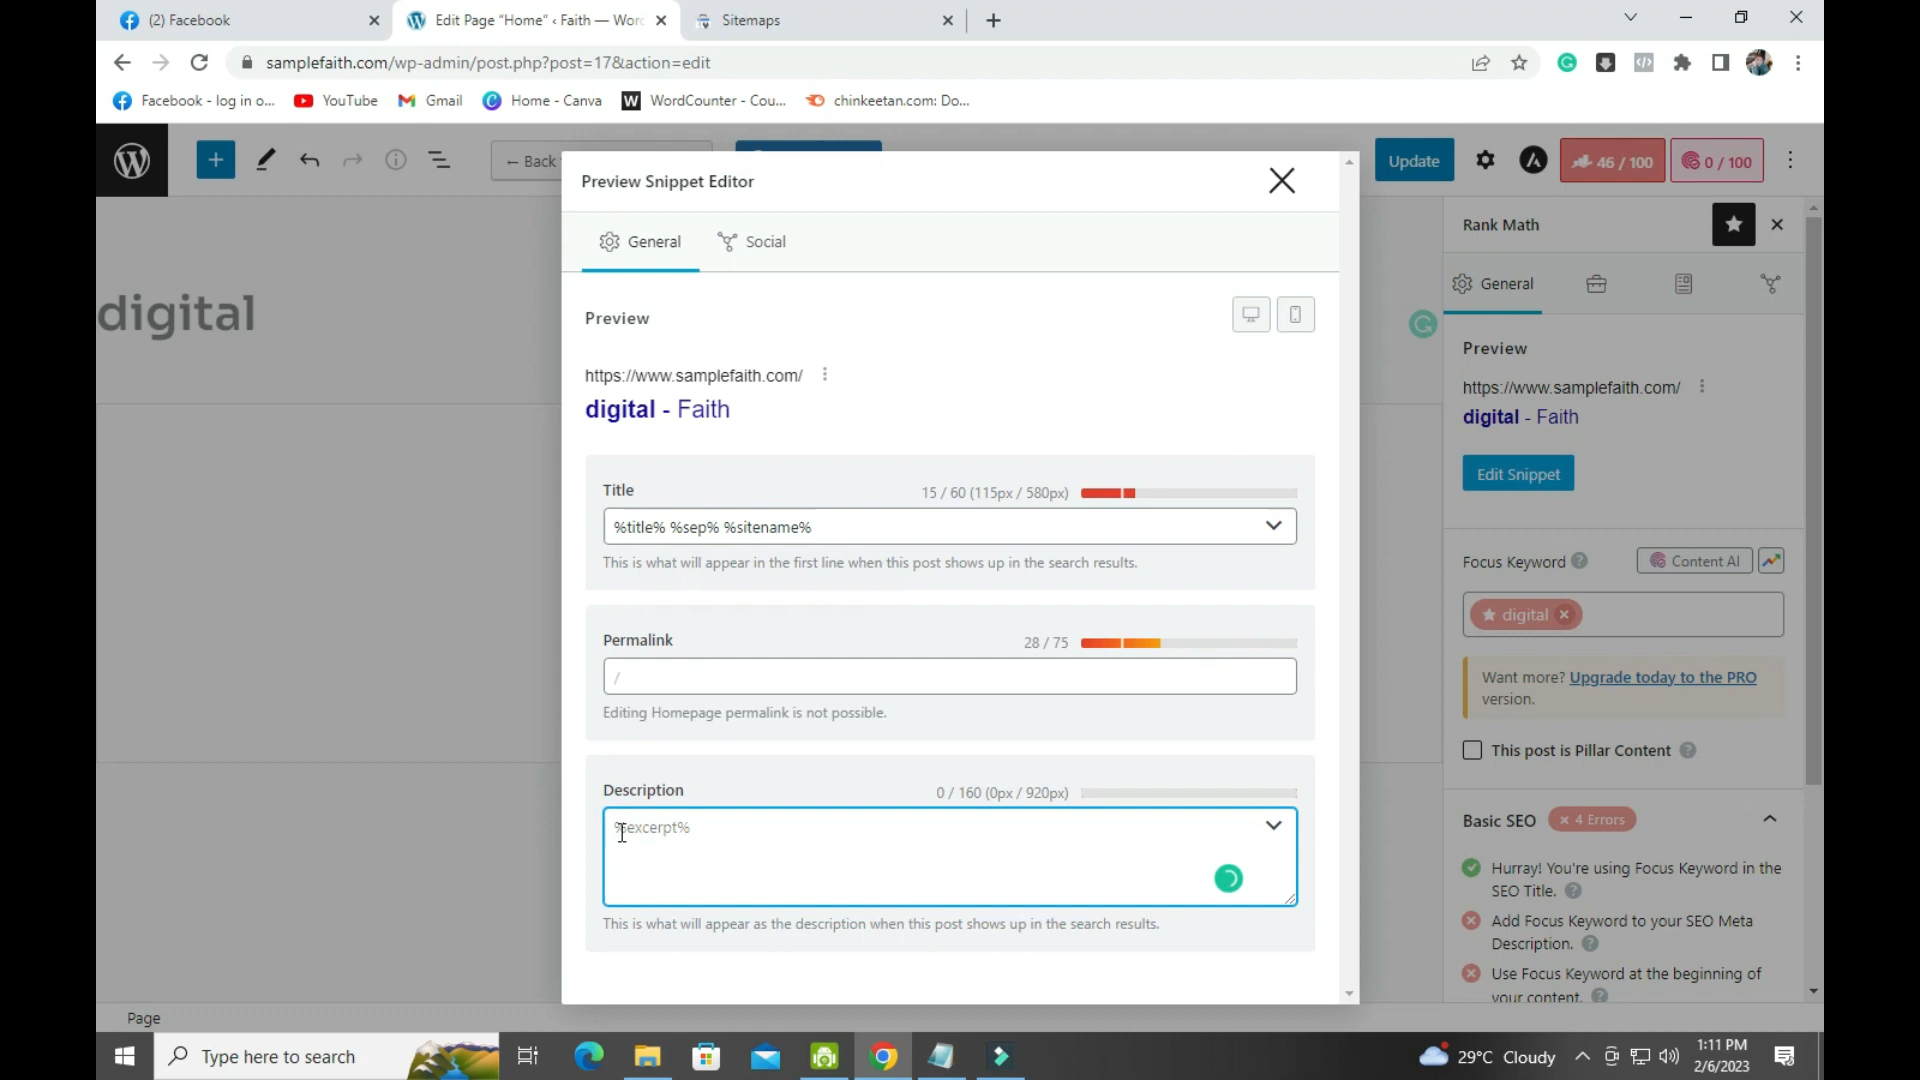 (2) Facebook
Edit Page "Home" ‹ Faith — Worc
Sitemaps
samplefaith.com/wp-admin/post.php?post=17&action=edit
Facebook - log in o...
YouTube
Gmail
Home - Canva
WordCounter - Cou...
chinkeetan.com: Do...
← Back
Update
46 / 100
0 / 100
digital
Preview Snippet Editor
General
Social
Preview
https://www.samplefaith.com/
digital - Faith
Title
15 / 60 (115px / 580px)
%title% %sep% %sitename%
This is what will appear in the first line when this post shows up in the search results.
Permalink
28 / 75
/
Editing Homepage permalink is not possible.
Description
0 / 160 (0px / 920px)
%excerpt%
This is what will appear as the description when this post shows up in the search results.
Rank Math
General
Preview
https://www.samplefaith.com/
digital - Faith
Edit Snippet
Focus Keyword
Content AI
digital
Want more? Upgrade today to the PRO
version.
This post is Pillar Content
Basic SEO
× 4 Errors
Hurray! You're using Focus Keyword in the
SEO Title.
Add Focus Keyword to your SEO Meta
Description.
Use Focus Keyword at the beginning of
your content.
Page
Type here to search
29°C Cloudy
1:11 PM
2/6/2023